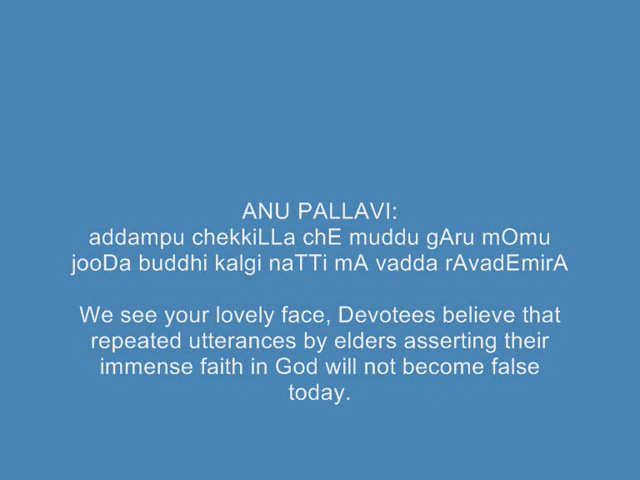 ANU PALLAVI:
addampu chekkiLLa chE muddu gAru mOmu
jooDa buddhi kalgi naTTi mA vadda rAvadEmirA
We see your lovely face, Devotees believe that
repeated utterances by elders asserting their
immense faith in God will not become false
today.